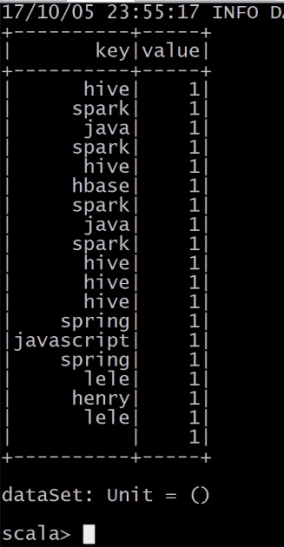 17/10/05 23:55:17 INFO DA
+----------+-----+
|       key|value|
+----------+-----+
|      hive|    1|
|     spark|    1|
|      java|    1|
|     spark|    1|
|      hive|    1|
|     hbase|    1|
|     spark|    1|
|      java|    1|
|     spark|    1|
|      hive|    1|
|      hive|    1|
|      hive|    1|
|    spring|    1|
|javascript|    1|
|    spring|    1|
|      lele|    1|
|     henry|    1|
|      lele|    1|
|          |    1|
+----------+-----+
dataSet: Unit = ()
scala>